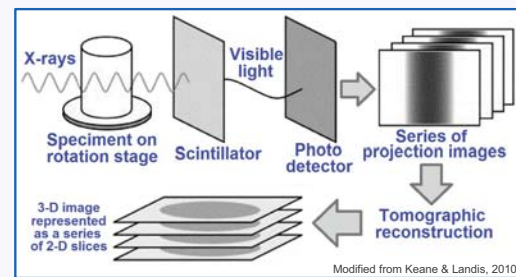 X-rays
Speciment on
rotation stage
Scintillator
Visible
light
Photo
detector
Series of
projection images
Tomographic
reconstruction
3-D image
represented
as a series
of 2-D slices
Modified from Keane & Landis, 2010